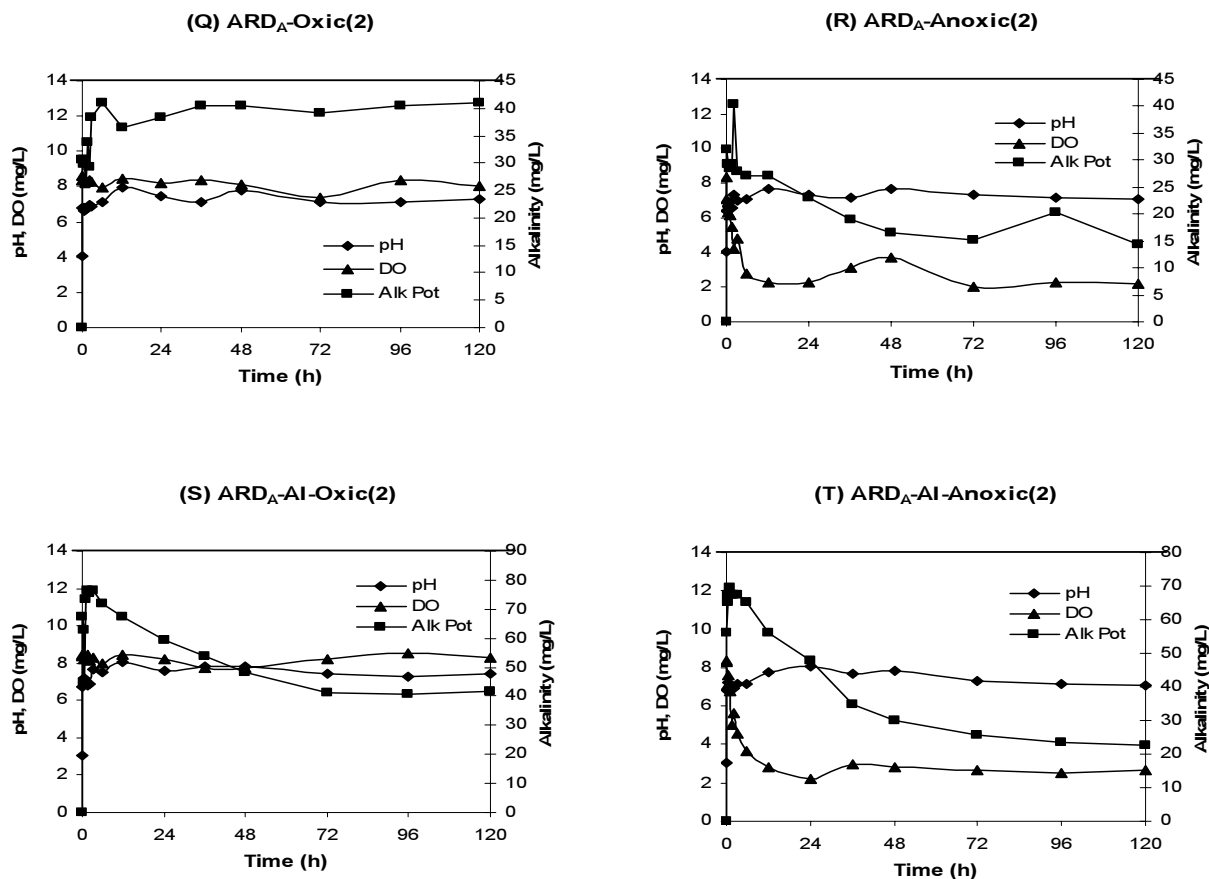 (Q) ARDA-Oxic(2)
14
12
10
8
6
4
2
0
pH, DO (mg/L)
45
40
35
30
25
20
15
10
5
0
Alkalinity (mg/L)
pH
DO
Alk Pot
0 24 48 72 96 120
Time (h)
(R) ARDA-Anoxic(2)
14
12
10
8
6
4
2
0
pH, DO (mg/L)
45
40
35
30
25
20
15
10
5
0
Alkalinity (mg/L)
pH
DO
Alk Pot
0 24 48 72 96 120
Time (h)
(S) ARDA-Al-Oxic(2)
14
12
10
8
6
4
2
0
pH, DO (mg/L)
90
80
70
60
50
40
30
20
10
0
Alkalinity (mg/L)
pH
DO
Alk Pot
0 24 48 72 96 120
Time (h)
(T) ARDA-Al-Anoxic(2)
14
12
10
8
6
4
2
0
pH, DO (mg/L)
80
70
60
50
40
30
20
10
0
Alkalinity (mg/L)
pH
DO
Alk Pot
0 24 48 72 96 120
Time (h)